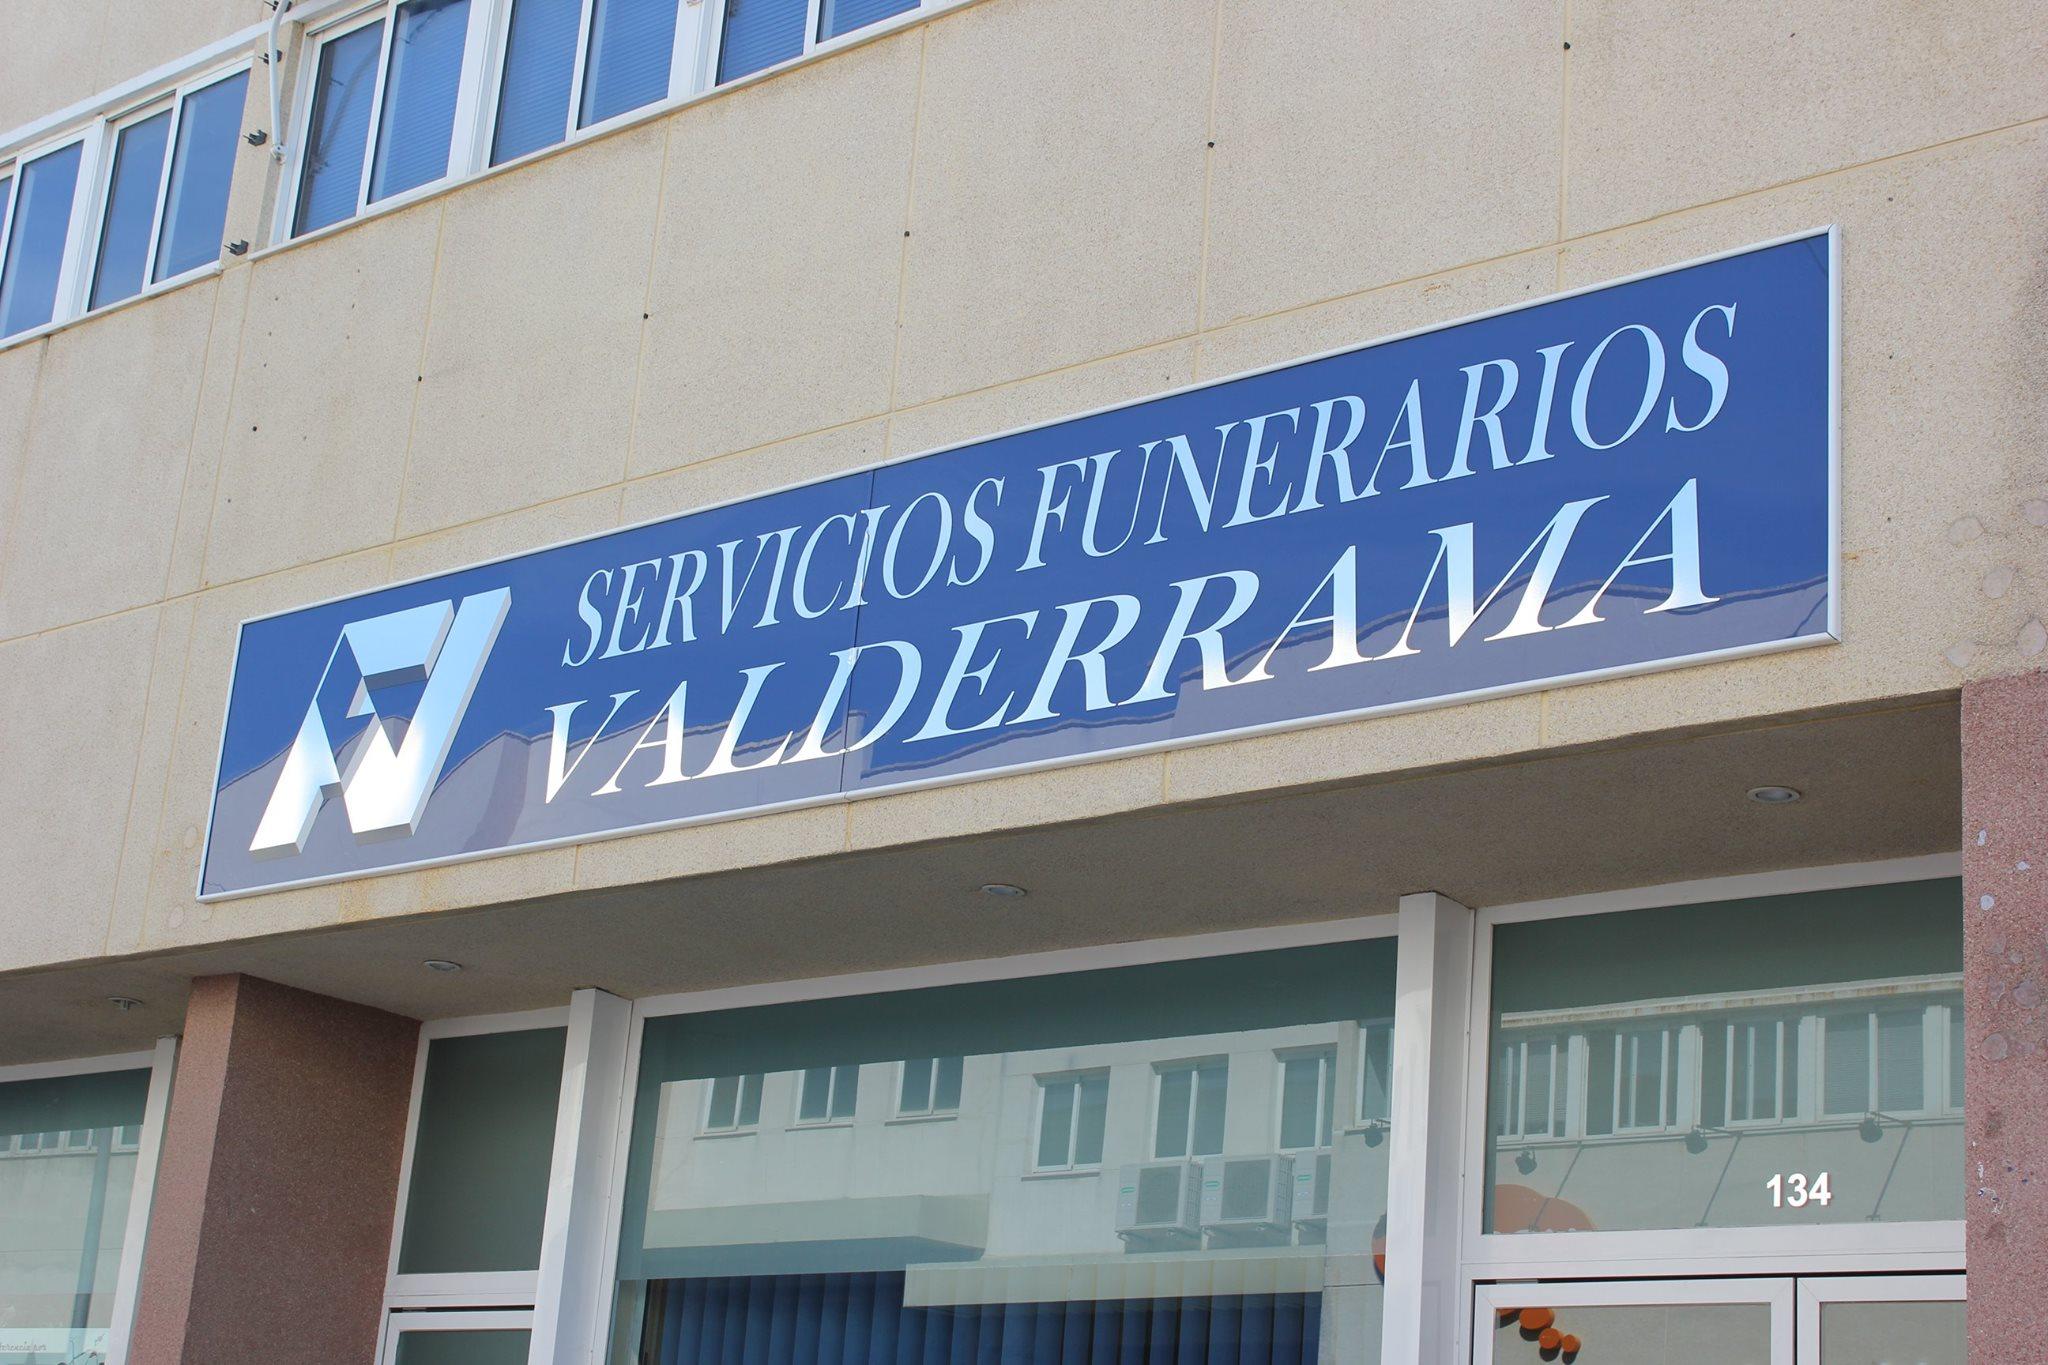 SERVICIOS FUNERARIOS
VALDERRAMA
134